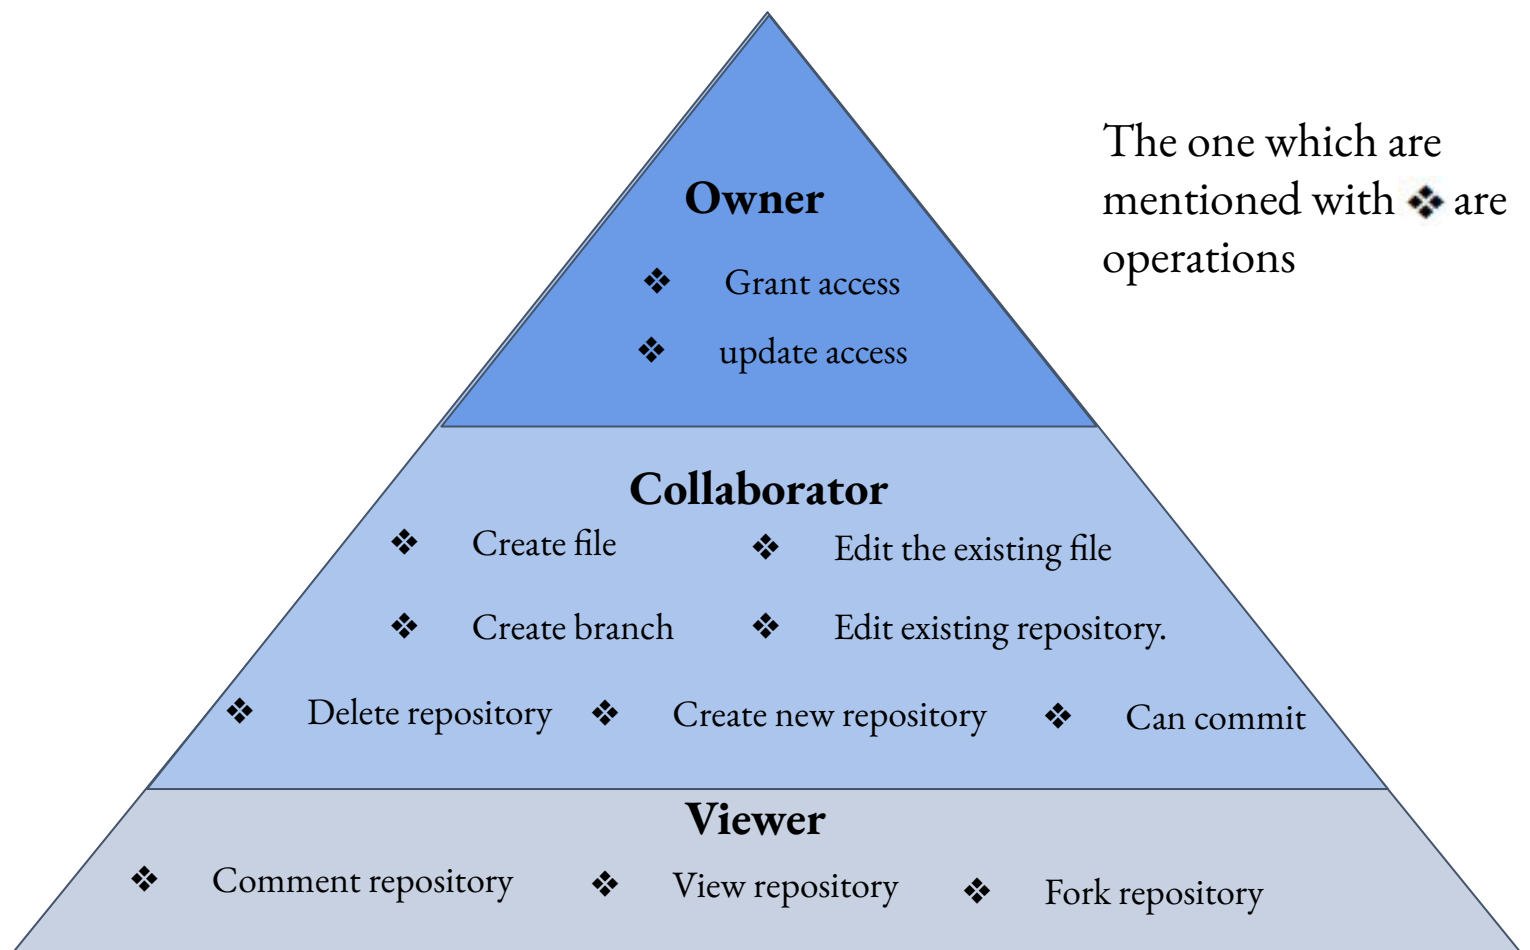 The one which are
mentioned with ❖ are
operations
Owner
❖ Grant access
❖ update access
Collaborator
❖ Create file ❖ Edit the existing file
❖ Create branch ❖ Edit existing repository.
❖ Delete repository ❖ Create new repository ❖ Can commit
Viewer
❖ Comment repository ❖ View repository ❖ Fork repository